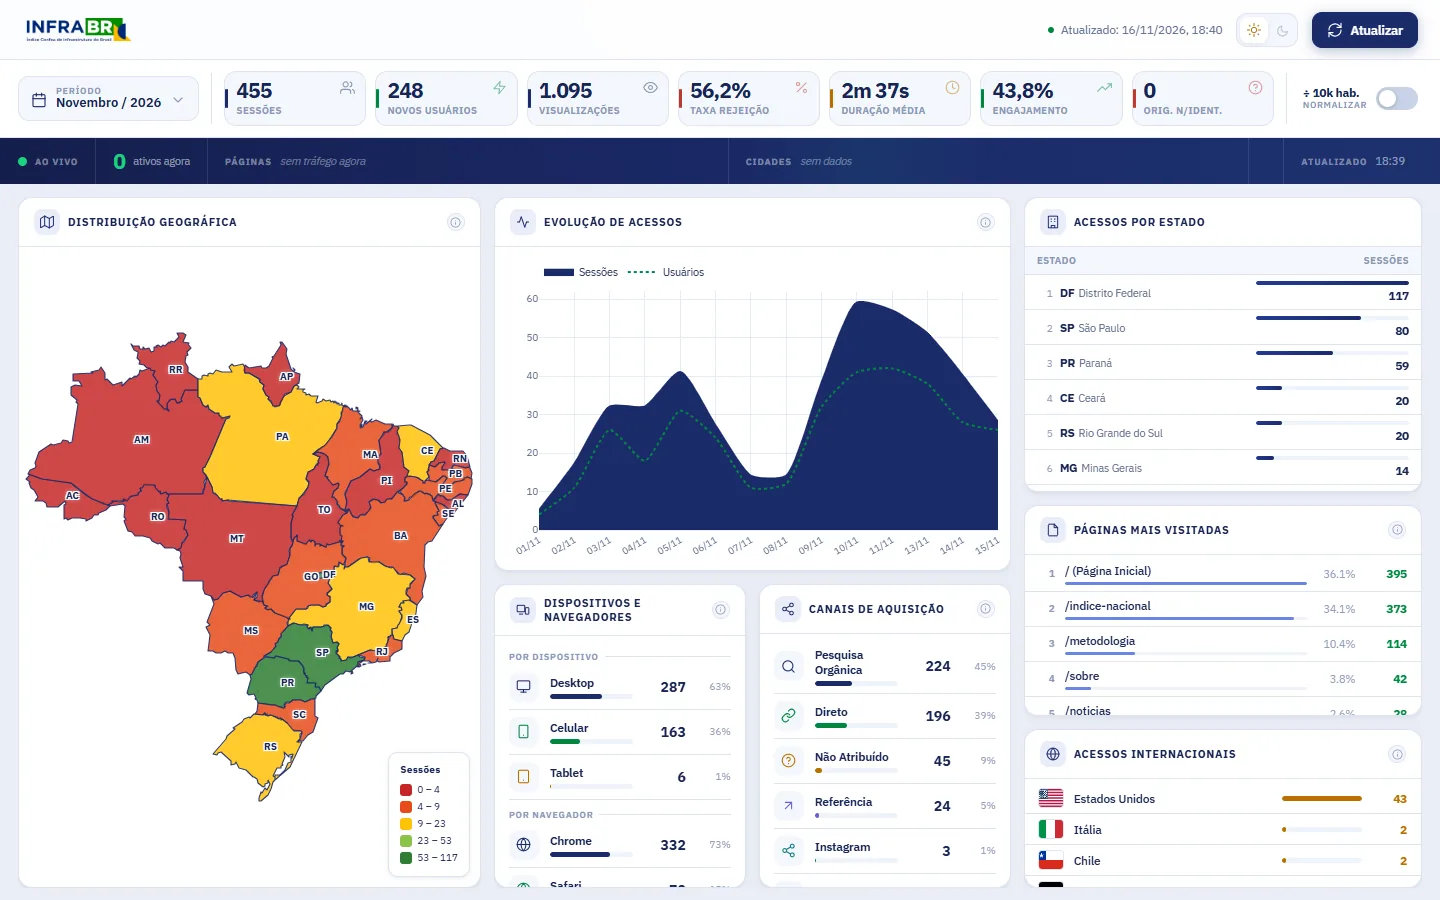 INFRABR
Índice Confea de Infraestrutura do Brasil
Atualizado: 16/11/2026, 18:40
Atualizar
PERÍODO
Novembro / 2026
455
SESSÕES
248
NOVOS USUÁRIOS
1.095
VISUALIZAÇÕES
56,2%
TAXA REJEIÇÃO
2m 37s
DURAÇÃO MÉDIA
43,8%
ENGAJAMENTO
0
ORIG. N/IDENT.
÷ 10k hab.
NORMALIZAR
AO VIVO
0 ativos agora
PÁGINAS sem tráfego agora
CIDADES sem dados
ATUALIZADO 18:39
DISTRIBUIÇÃO GEOGRÁFICA
RR
AP
AM
PA
MA
CE
RN
PB
PI
PE
AC
AL
SE
RO
TO
MT
BA
GO
DF
MG
ES
MS
SP
RJ
PR
SC
RS
Sessões
0 – 4
4 – 9
9 – 23
23 – 53
53 – 117
EVOLUÇÃO DE ACESSOS
Sessões
Usuários
60
50
40
30
20
10
0
01/11 02/11 03/11 04/11 05/11 06/11 07/11 08/11 09/11 10/11 11/11 13/11 14/11 15/11
DISPOSITIVOS E
NAVEGADORES
POR DISPOSITIVO
Desktop 287 63%
Celular 163 36%
Tablet 6 1%
POR NAVEGADOR
Chrome 332 73%
Safari
CANAIS DE AQUISIÇÃO
Pesquisa
Orgânica 224 45%
Direto 196 39%
Não Atribuído 45 9%
Referência 24 5%
Instagram 3 1%
ACESSOS POR ESTADO
ESTADO SESSÕES
1 DF Distrito Federal 117
2 SP São Paulo 80
3 PR Paraná 59
4 CE Ceará 20
5 RS Rio Grande do Sul 20
6 MG Minas Gerais 14
PÁGINAS MAIS VISITADAS
1 / (Página Inicial) 36.1% 395
2 /indice-nacional 34.1% 373
3 /metodologia 10.4% 114
4 /sobre 3.8% 42
5 /noticias 2.6% 28
ACESSOS INTERNACIONAIS
Estados Unidos 43
Itália 2
Chile 2